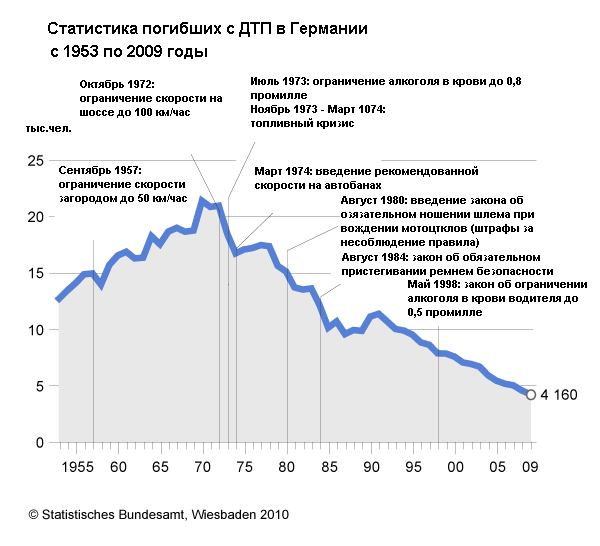 Статистика погибших с ДТП в Германии
с 1953 по 2009 годы
Октябрь 1972:
ограничение скорости на
шоссе до 100 км/час
Июль 1973: ограничение алкоголя в крови до 0,8
промилле
Ноябрь 1973 - Март 1074:
топливный кризис
тыс.чел.
Сентябрь 1957:
ограничение скорости
загородом до 50 км/час
Март 1974: введение рекомендованной
скорости на автобанах
Август 1980: введение закона об
обязательном ношении шлема при
вождении мотоцтклов (штрафы за
несоблюдение правила)
Август 1984: закон об обязательном
пристегивании ремнем безопасности
Май 1998: закон об ограничении
алкоголя в крови водителя до
0,5 промилле
25
20
15
10
5
0
4 160
1955 60 65 70 75 80 85 90 95 00 05 09
© Statistisches Bundesamt, Wiesbaden 2010